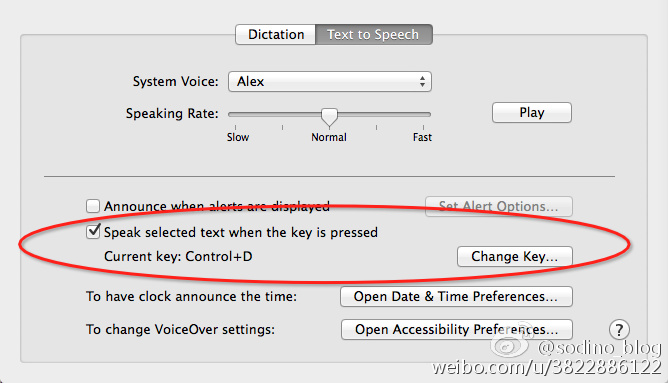 Dictation Text to Speech
System Voice: Alex
Speaking Rate: Play
Slow Normal Fast
Announce when alerts are displayed Set Alert Options...
Speak selected text when the key is pressed
Current key: Control+D Change Key...
To have clock announce the time: Open Date & Time Preferences...
To change VoiceOver settings: Open Accessibility Preferences... ?
@sodino_blog
weibo.com/u/3822886122